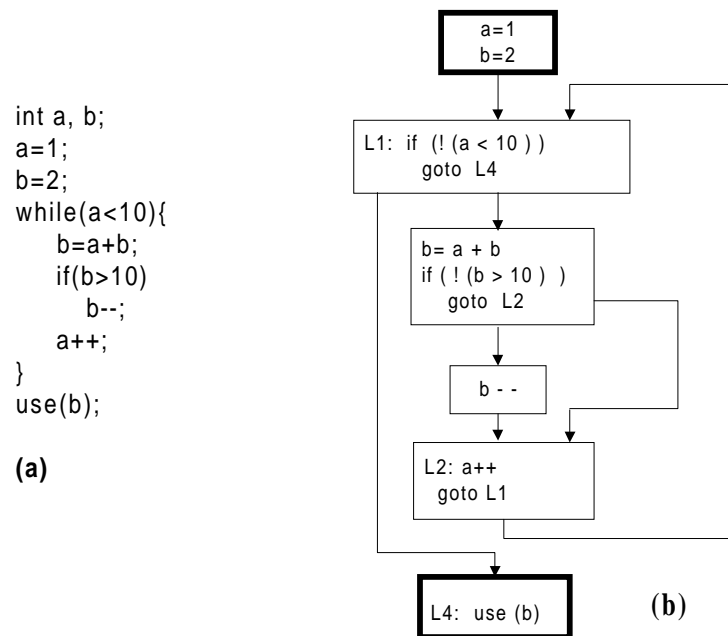 int a, b;
a=1;
b=2;
while(a<10){
b=a+b;
if(b>10)
b--;
a++;
}
use(b);
(a)
a=1
b=2
L1: if (! (a < 10 ) )
goto L4
b= a + b
if ( ! (b > 10 ) )
goto L2
b - -
L2: a++
goto L1
L4: use (b)
(b)